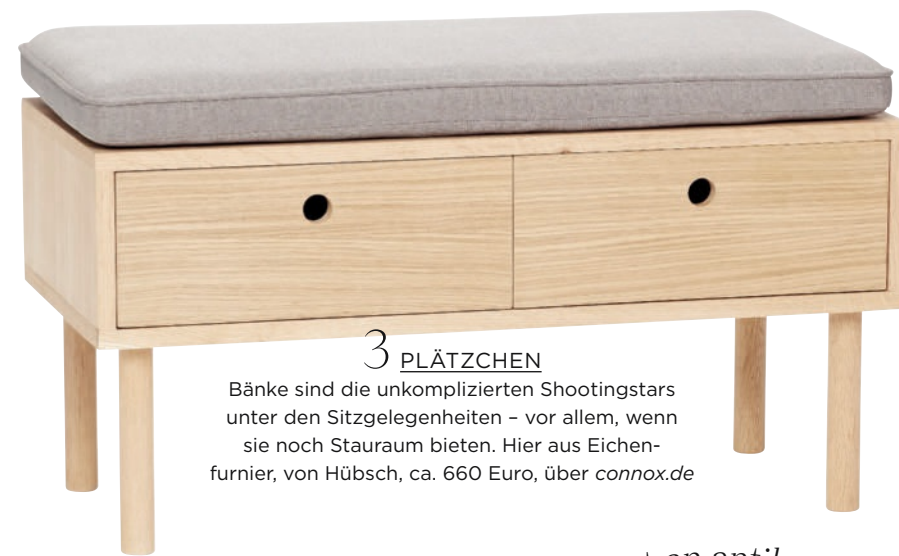 3 PLÄTZCHEN
Bänke sind die unkomplizierten Shootingstars
unter den Sitzgelegenheiten – vor allem, wenn
sie noch Stauraum bieten. Hier aus Eichen-
furnier, von Hübsch, ca. 660 Euro, über connox.de